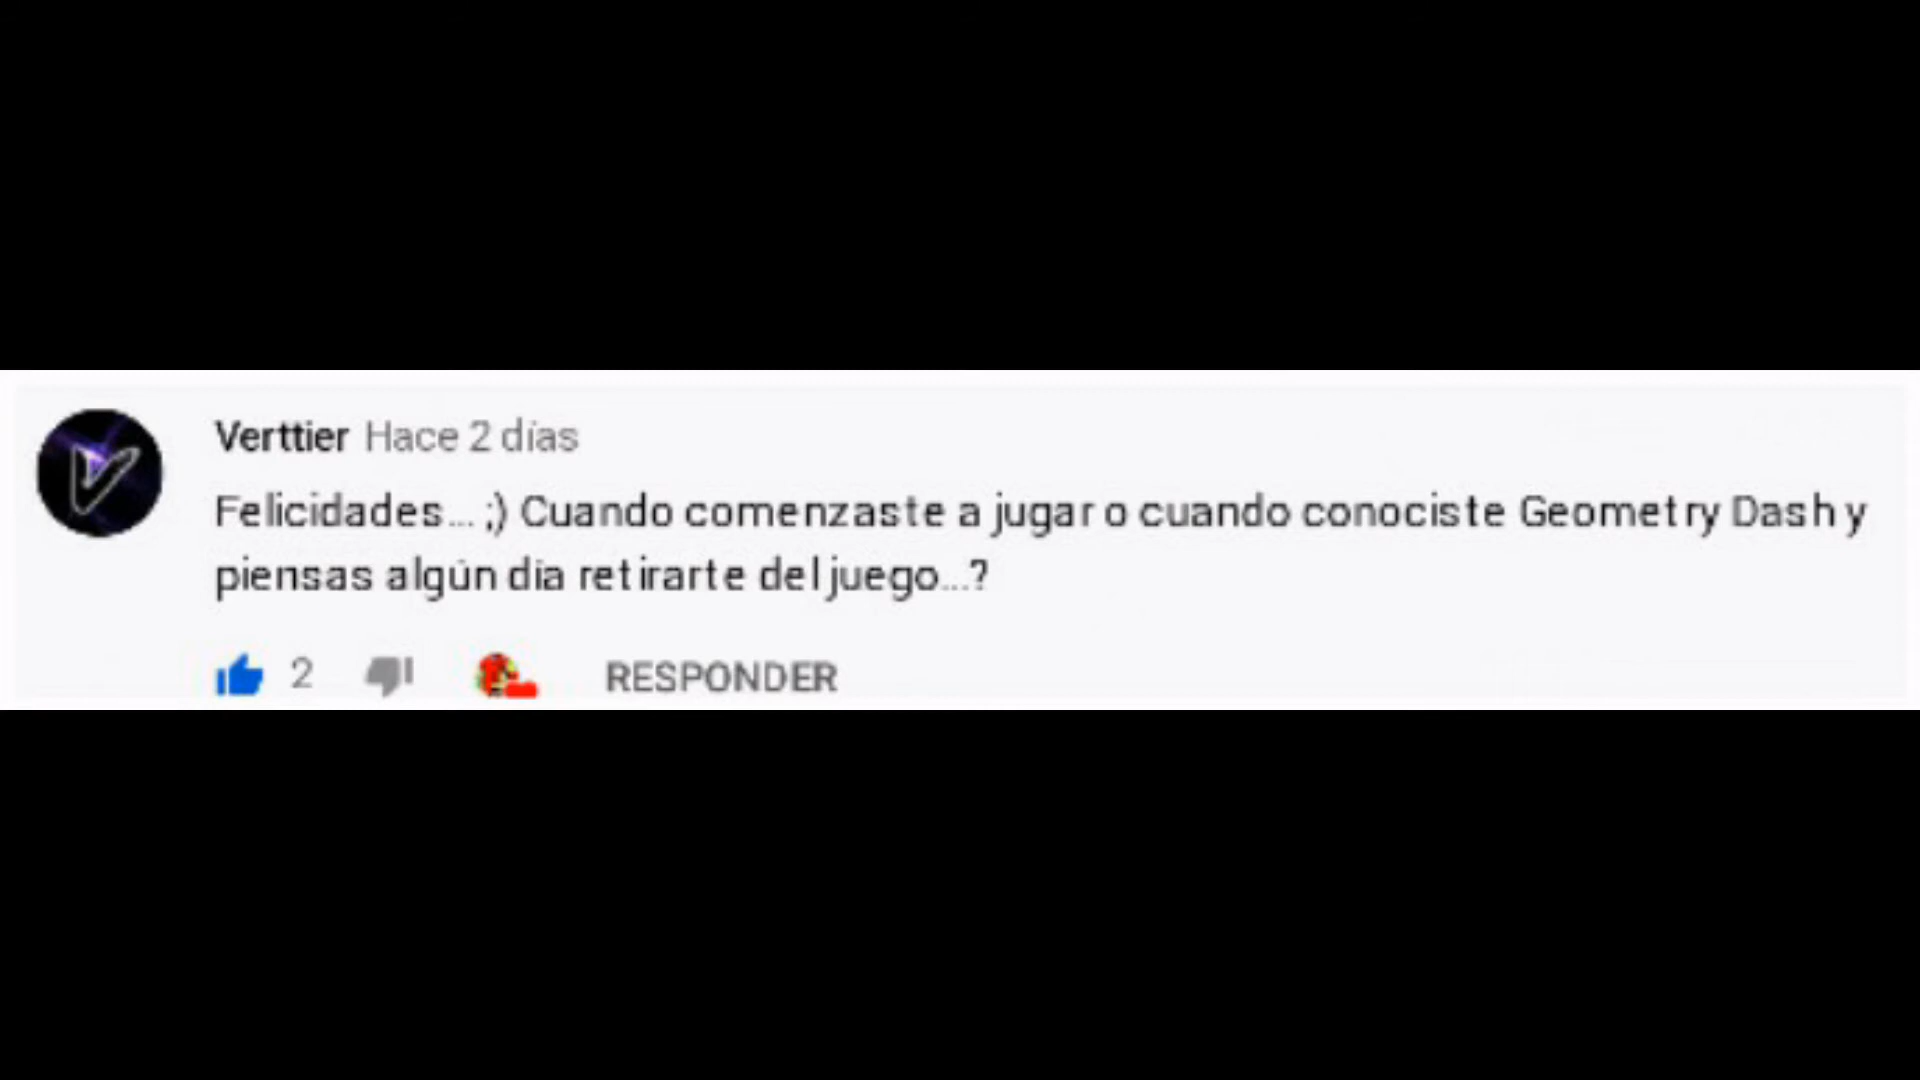 Verttier Hace 2 días
Felicidades... ;) Cuando comenzaste a jugar o cuando conociste Geometry Dash y
piensas algún día retirarte del juego...?
2 RESPONDER